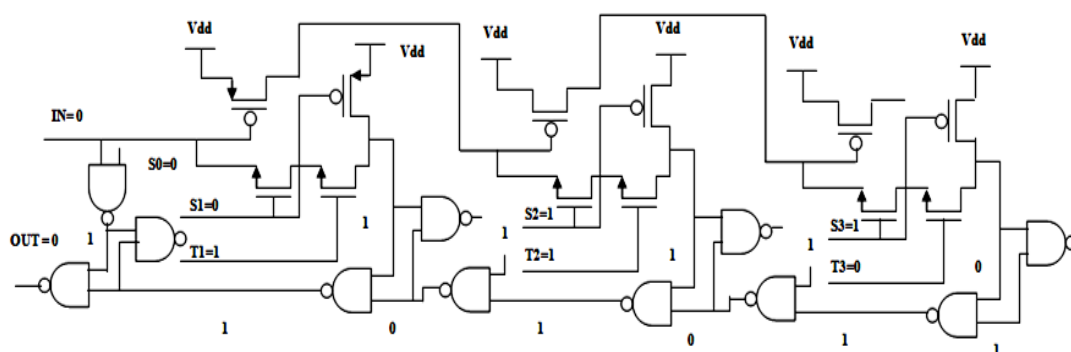 Vdd
Vdd
Vdd
Vdd
Vdd
Vdd
IN= 0
S0=0
S1=0
1
S2=1
1
S3=1
1
OUT = 0
1
T1=1
T2=1
1
T3=0
0
1
0
1
0
1
1